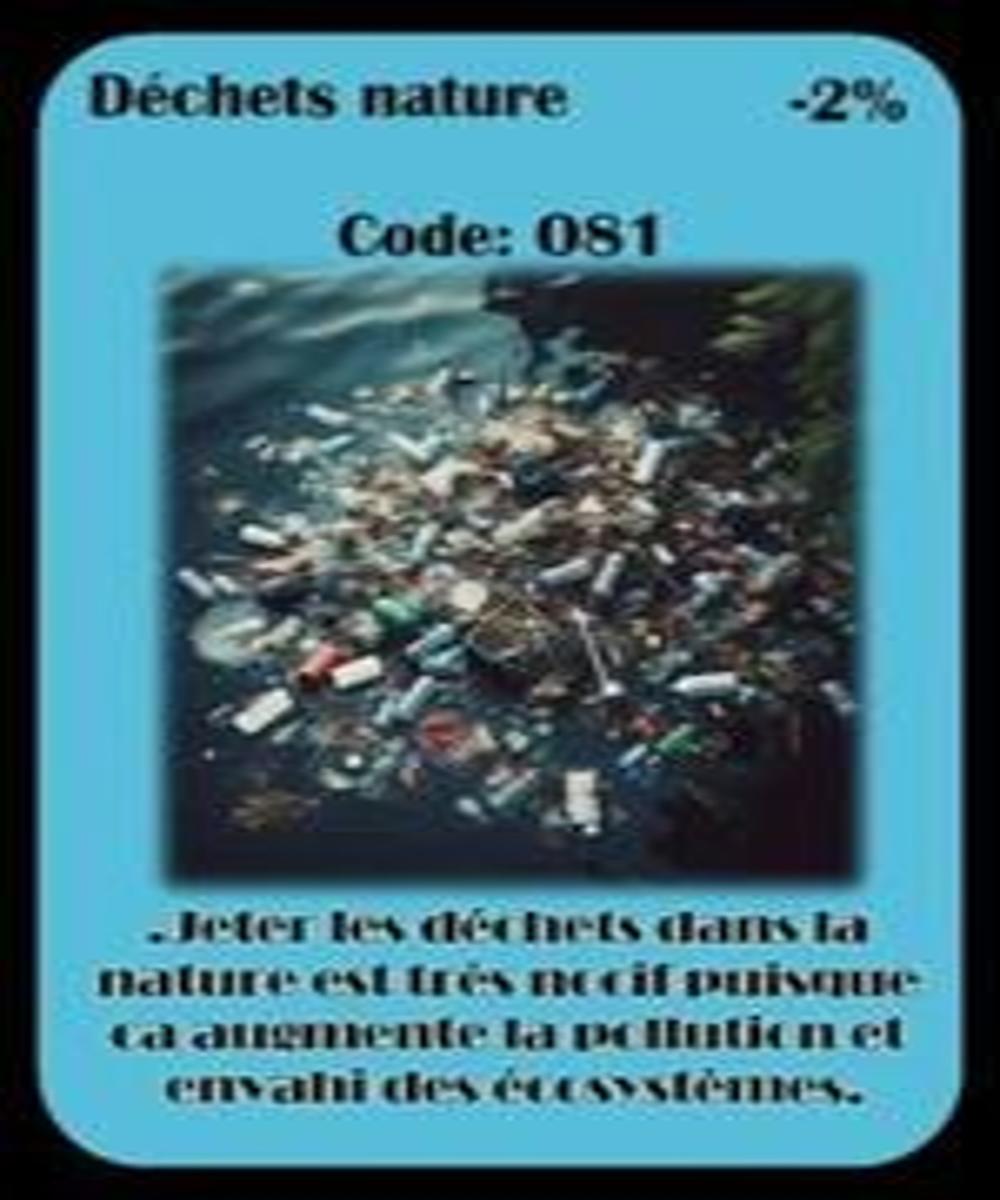 Déchets nature
-2%
Code: 081
.Jeter les déchets dans la
nature est très nocif puisque
ca augmente la pollution et
envahi des écosystèmes.